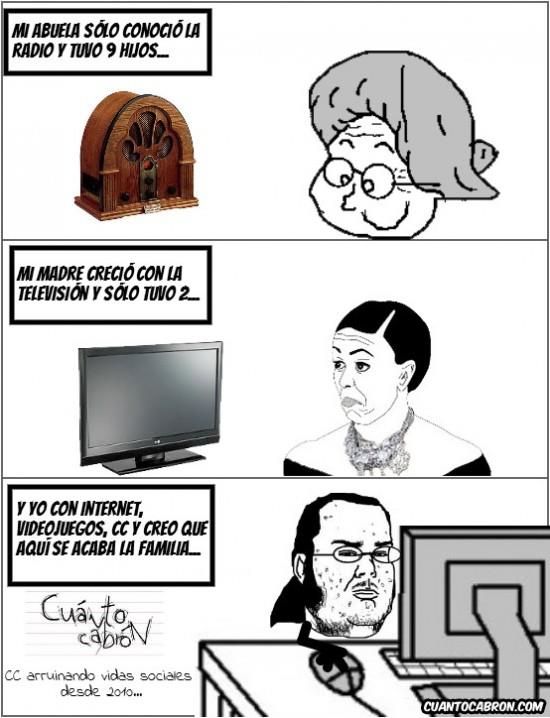 MI ABUELA SÓLO CONOCIÓ LA
RADIO Y TUVO 9 HIJOS...
MI MADRE CRECIÓ CON LA
TELEVISIÓN Y SÓLO TUVO 2...
Y YO CON INTERNET,
VIDEOJUEGOS, CC Y CREO QUE
AQUÍ SE ACABA LA FAMILIA...
Cuánto
cabróN
CC arruinando vidas sociales
desde 2010...
CUANTOCABRON.COM